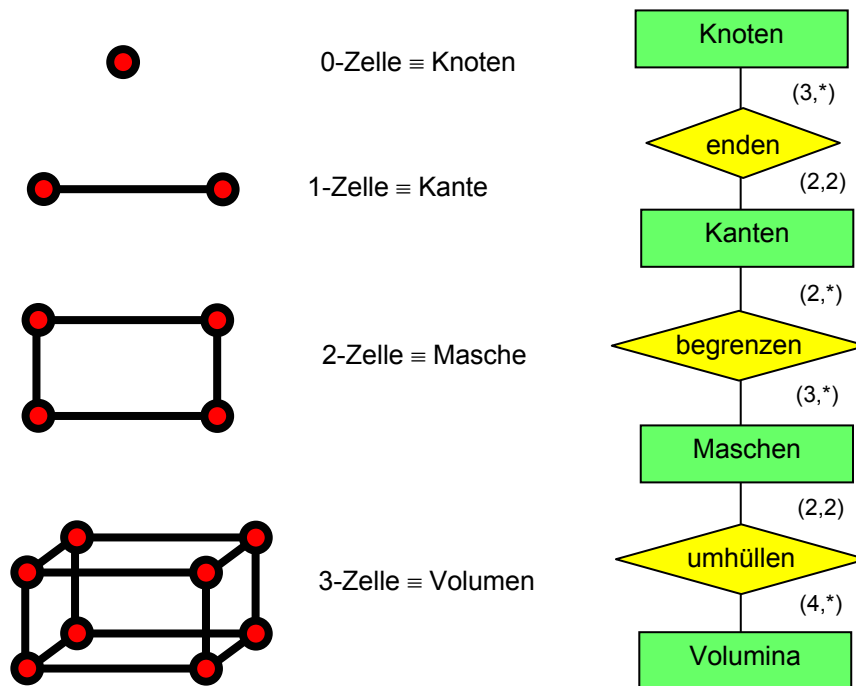 0-Zelle ≡ Knoten
1-Zelle ≡ Kante
2-Zelle ≡ Masche
3-Zelle ≡ Volumen
Knoten
(3,*)
enden
(2,2)
Kanten
(2,*)
begrenzen
(3,*)
Maschen
(2,2)
umhüllen
(4,*)
Volumina